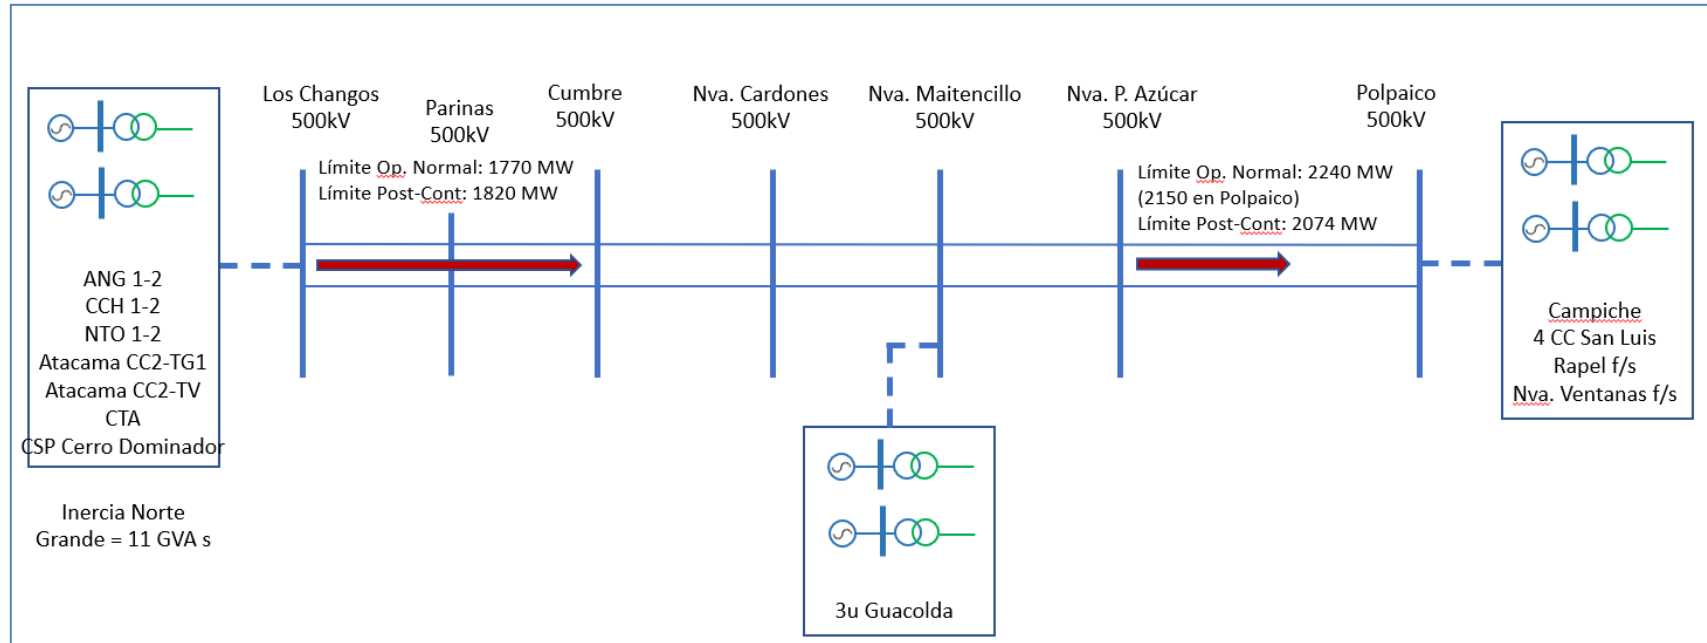 Los Changos
500kV
Parinas
500kV
Cumbre
500kV
Nva. Cardones
500kV
Nva. Maitencillo
500kV
Nva. P. Azúcar
500kV
Polpaico
500kV
Límite Op. Normal: 1770 MW
Límite Post-Cont: 1820 MW
Límite Op. Normal: 2240 MW
(2150 en Polpaico)
Límite Post-Cont: 2074 MW
ANG 1-2
CCH 1-2
NTO 1-2
Atacama CC2-TG1
Atacama CC2-TV
CTA
CSP Cerro Dominador
Inercia Norte
Grande = 11 GVA s
3u Guacolda
Campiche
4 CC San Luis
Rapel f/s
Nva. Ventanas f/s